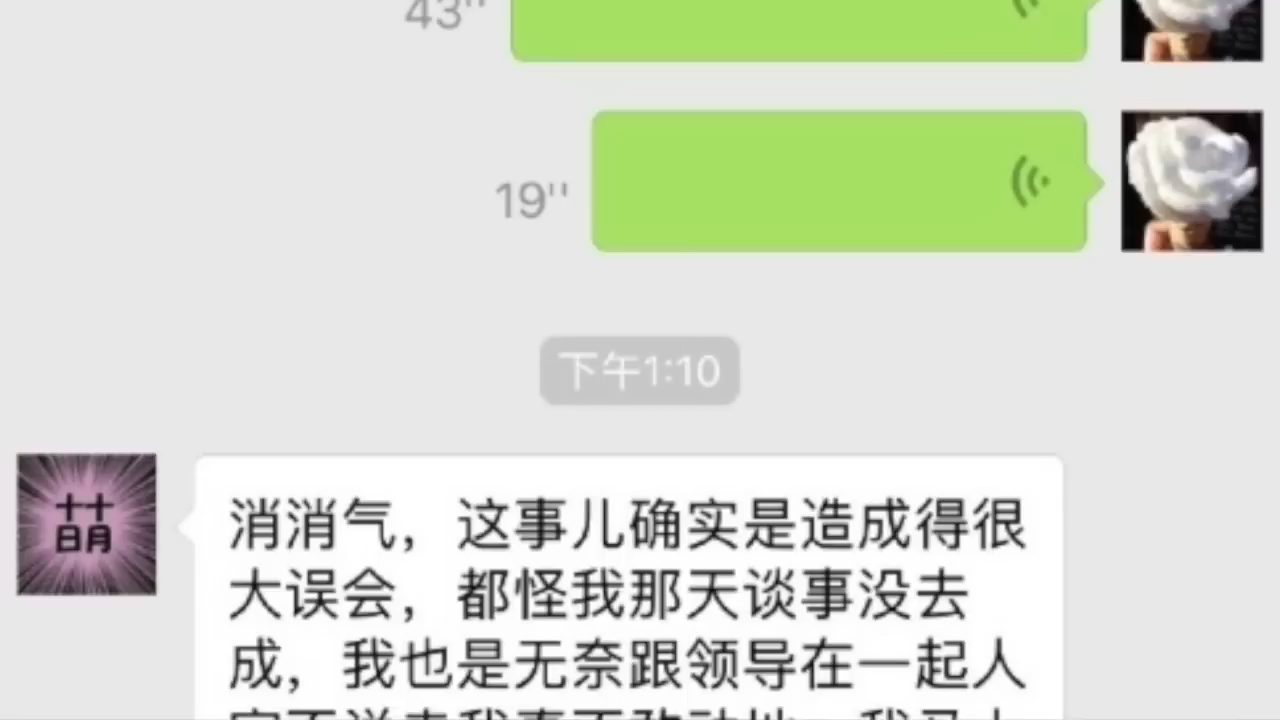 43''
19''
下午1:10
萌
消消气，这事儿确实是造成得很
大误会，都怪我那天谈事没去
成，我也是无奈跟领导在一起人